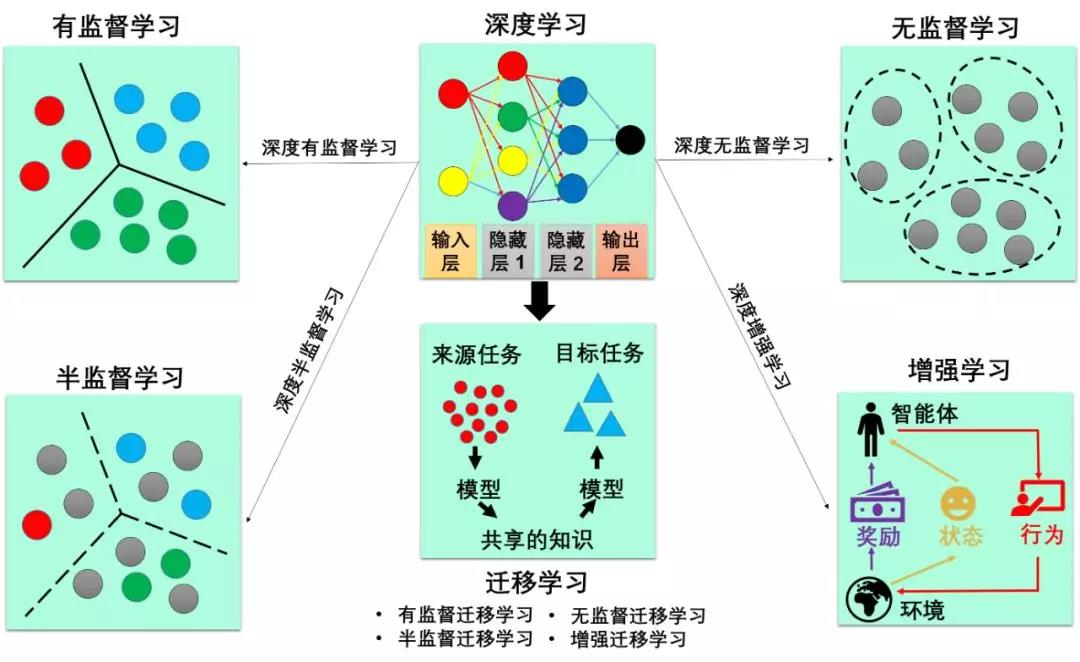 有监督学习
深度学习
无监督学习
深度有监督学习
深度无监督学习
输入层
隐藏层 1
隐藏层 2
输出层
深度半监督学习
深度增强学习
半监督学习
来源任务
目标任务
模型
模型
共享的知识
迁移学习
• 有监督迁移学习 • 无监督迁移学习
• 半监督迁移学习 • 增强迁移学习
增强学习
智能体
奖励
状态
行为
环境